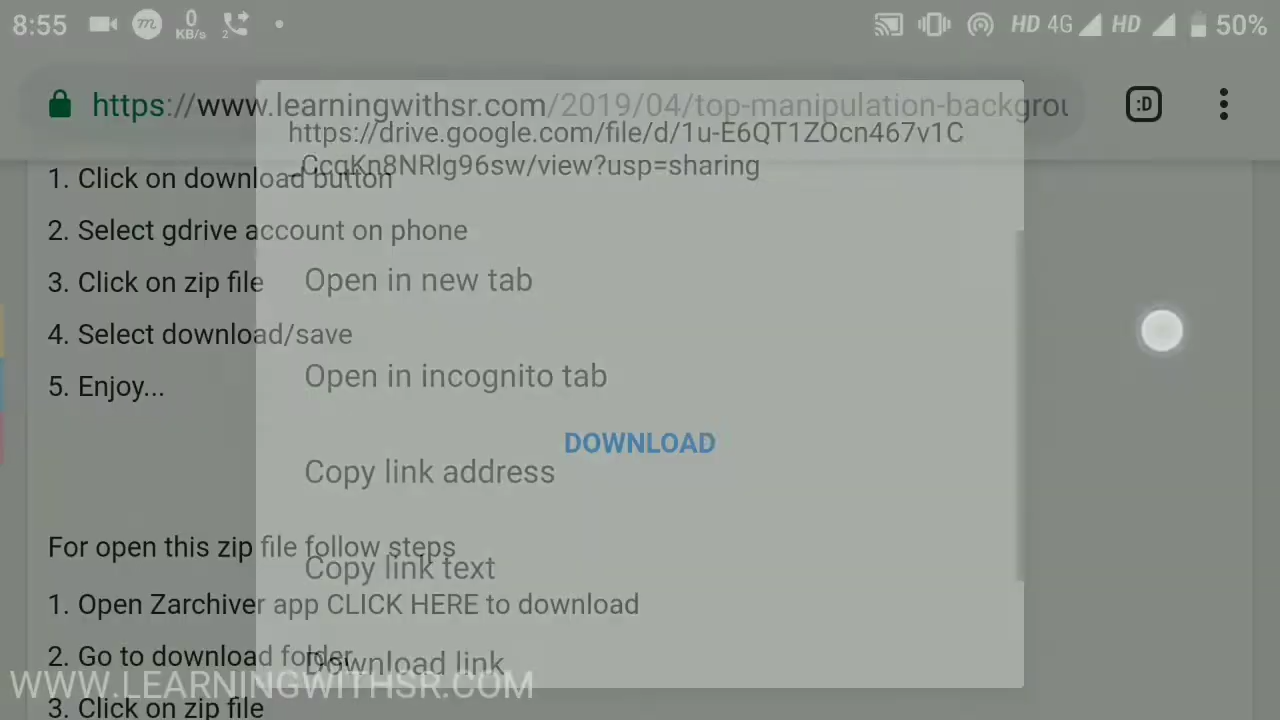 8:55
0
KB/s
2
HD 4G HD 50%
https://www.learningwithsr.com/2019/04/top-manipulation-backgrou
:D
https://drive.google.com/file/d/1u-E6QT1ZOcn467v1C
_CcqKn8NRlg96sw/view?usp=sharing
1. Click on download button
2. Select gdrive account on phone
3. Click on zip file
4. Select download/save
5. Enjoy...
Open in new tab
Open in incognito tab
DOWNLOAD
Copy link address
For open this zip file follow steps
Copy link text
1. Open Zarchiver app CLICK HERE to download
2. Go to download folder
Download link
WWW.LEARNINGWITHSR.COM
3. Click on zip file